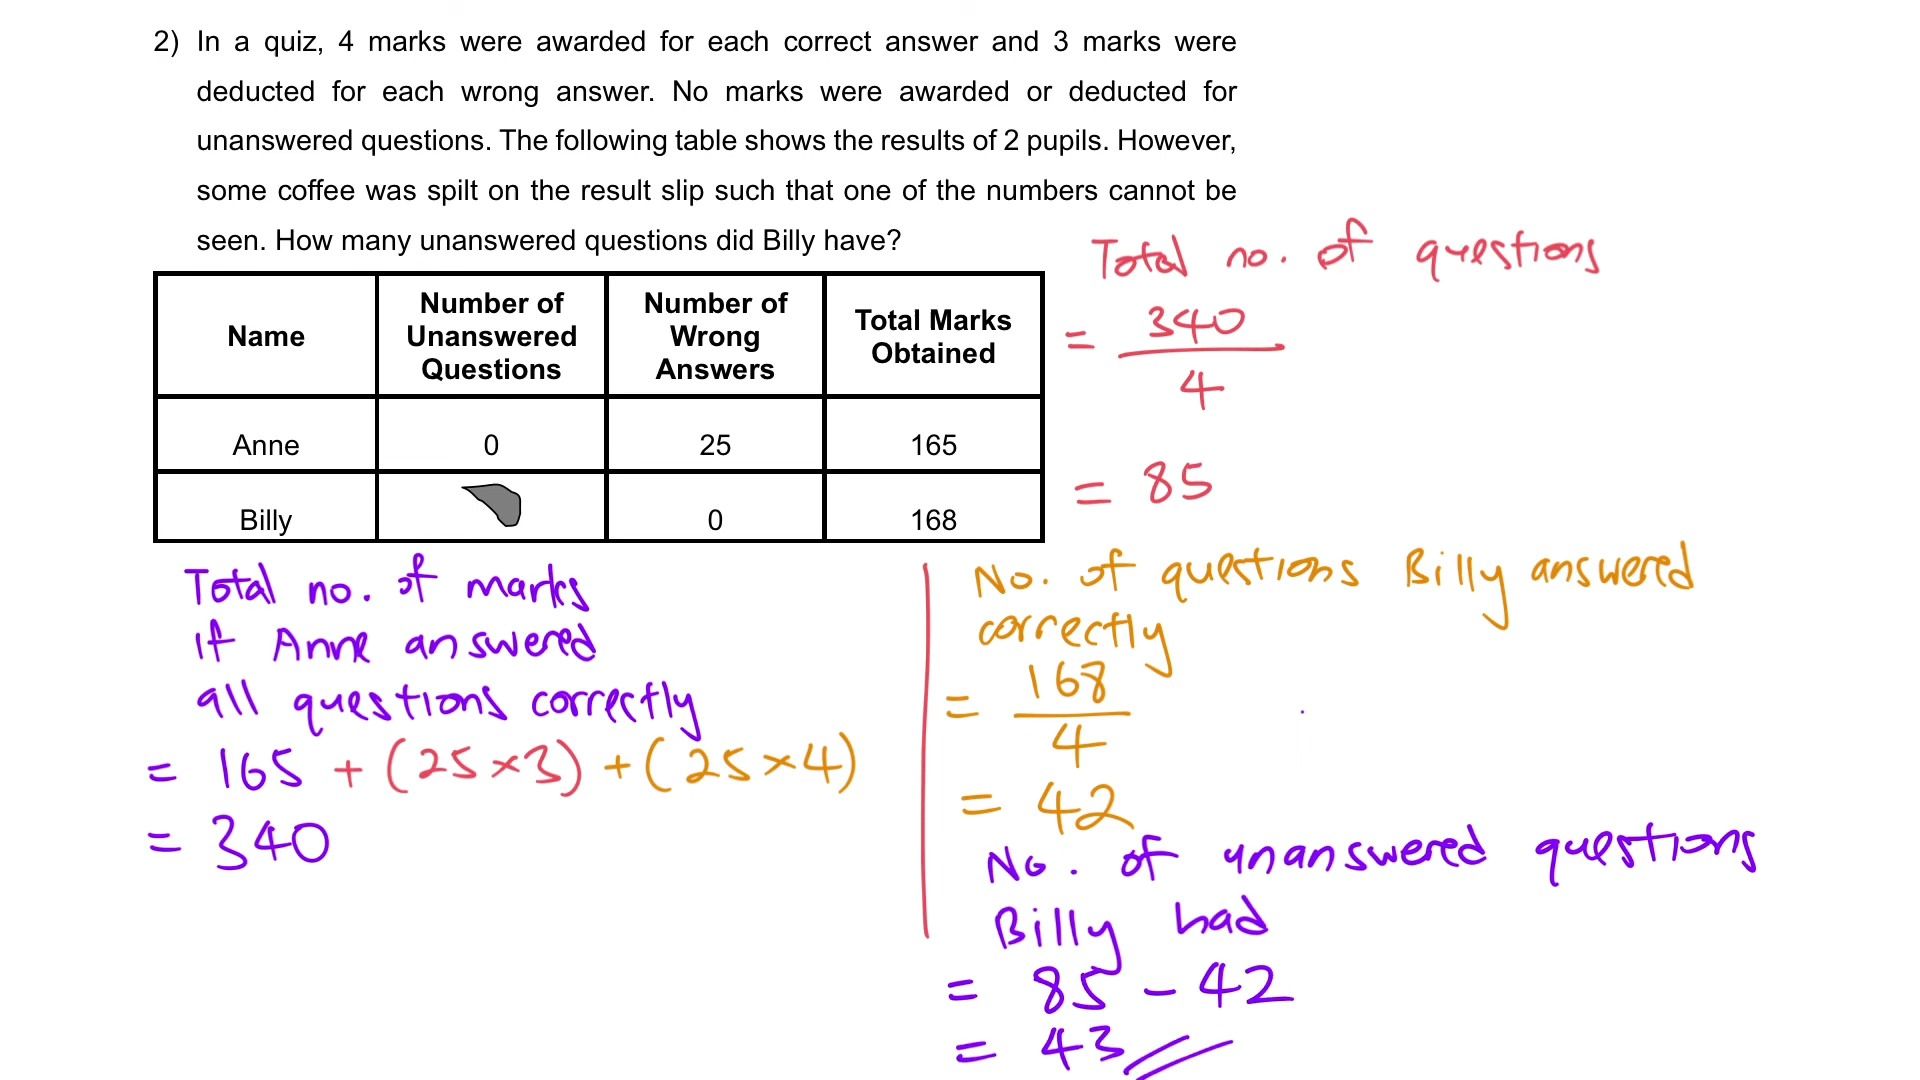 2) In a quiz, 4 marks were awarded for each correct answer and 3 marks were
deducted for each wrong answer. No marks were awarded or deducted for
unanswered questions. The following table shows the results of 2 pupils. However,
some coffee was spilt on the result slip such that one of the numbers cannot be
seen. How many unanswered questions did Billy have?
Name
Number of
Unanswered
Questions
Number of
Wrong
Answers
Total Marks
Obtained
Anne 0 25 165
Billy 0 168
Total no. of questions
= 340
4
= 85
Total no. of marks
if Anne answered
all questions correctly
= 165 + (25×3) + (25×4)
= 340
No. of questions Billy answered
correctly
= 168
4
= 42
No. of unanswered questions
Billy had
= 85 - 42
= 43